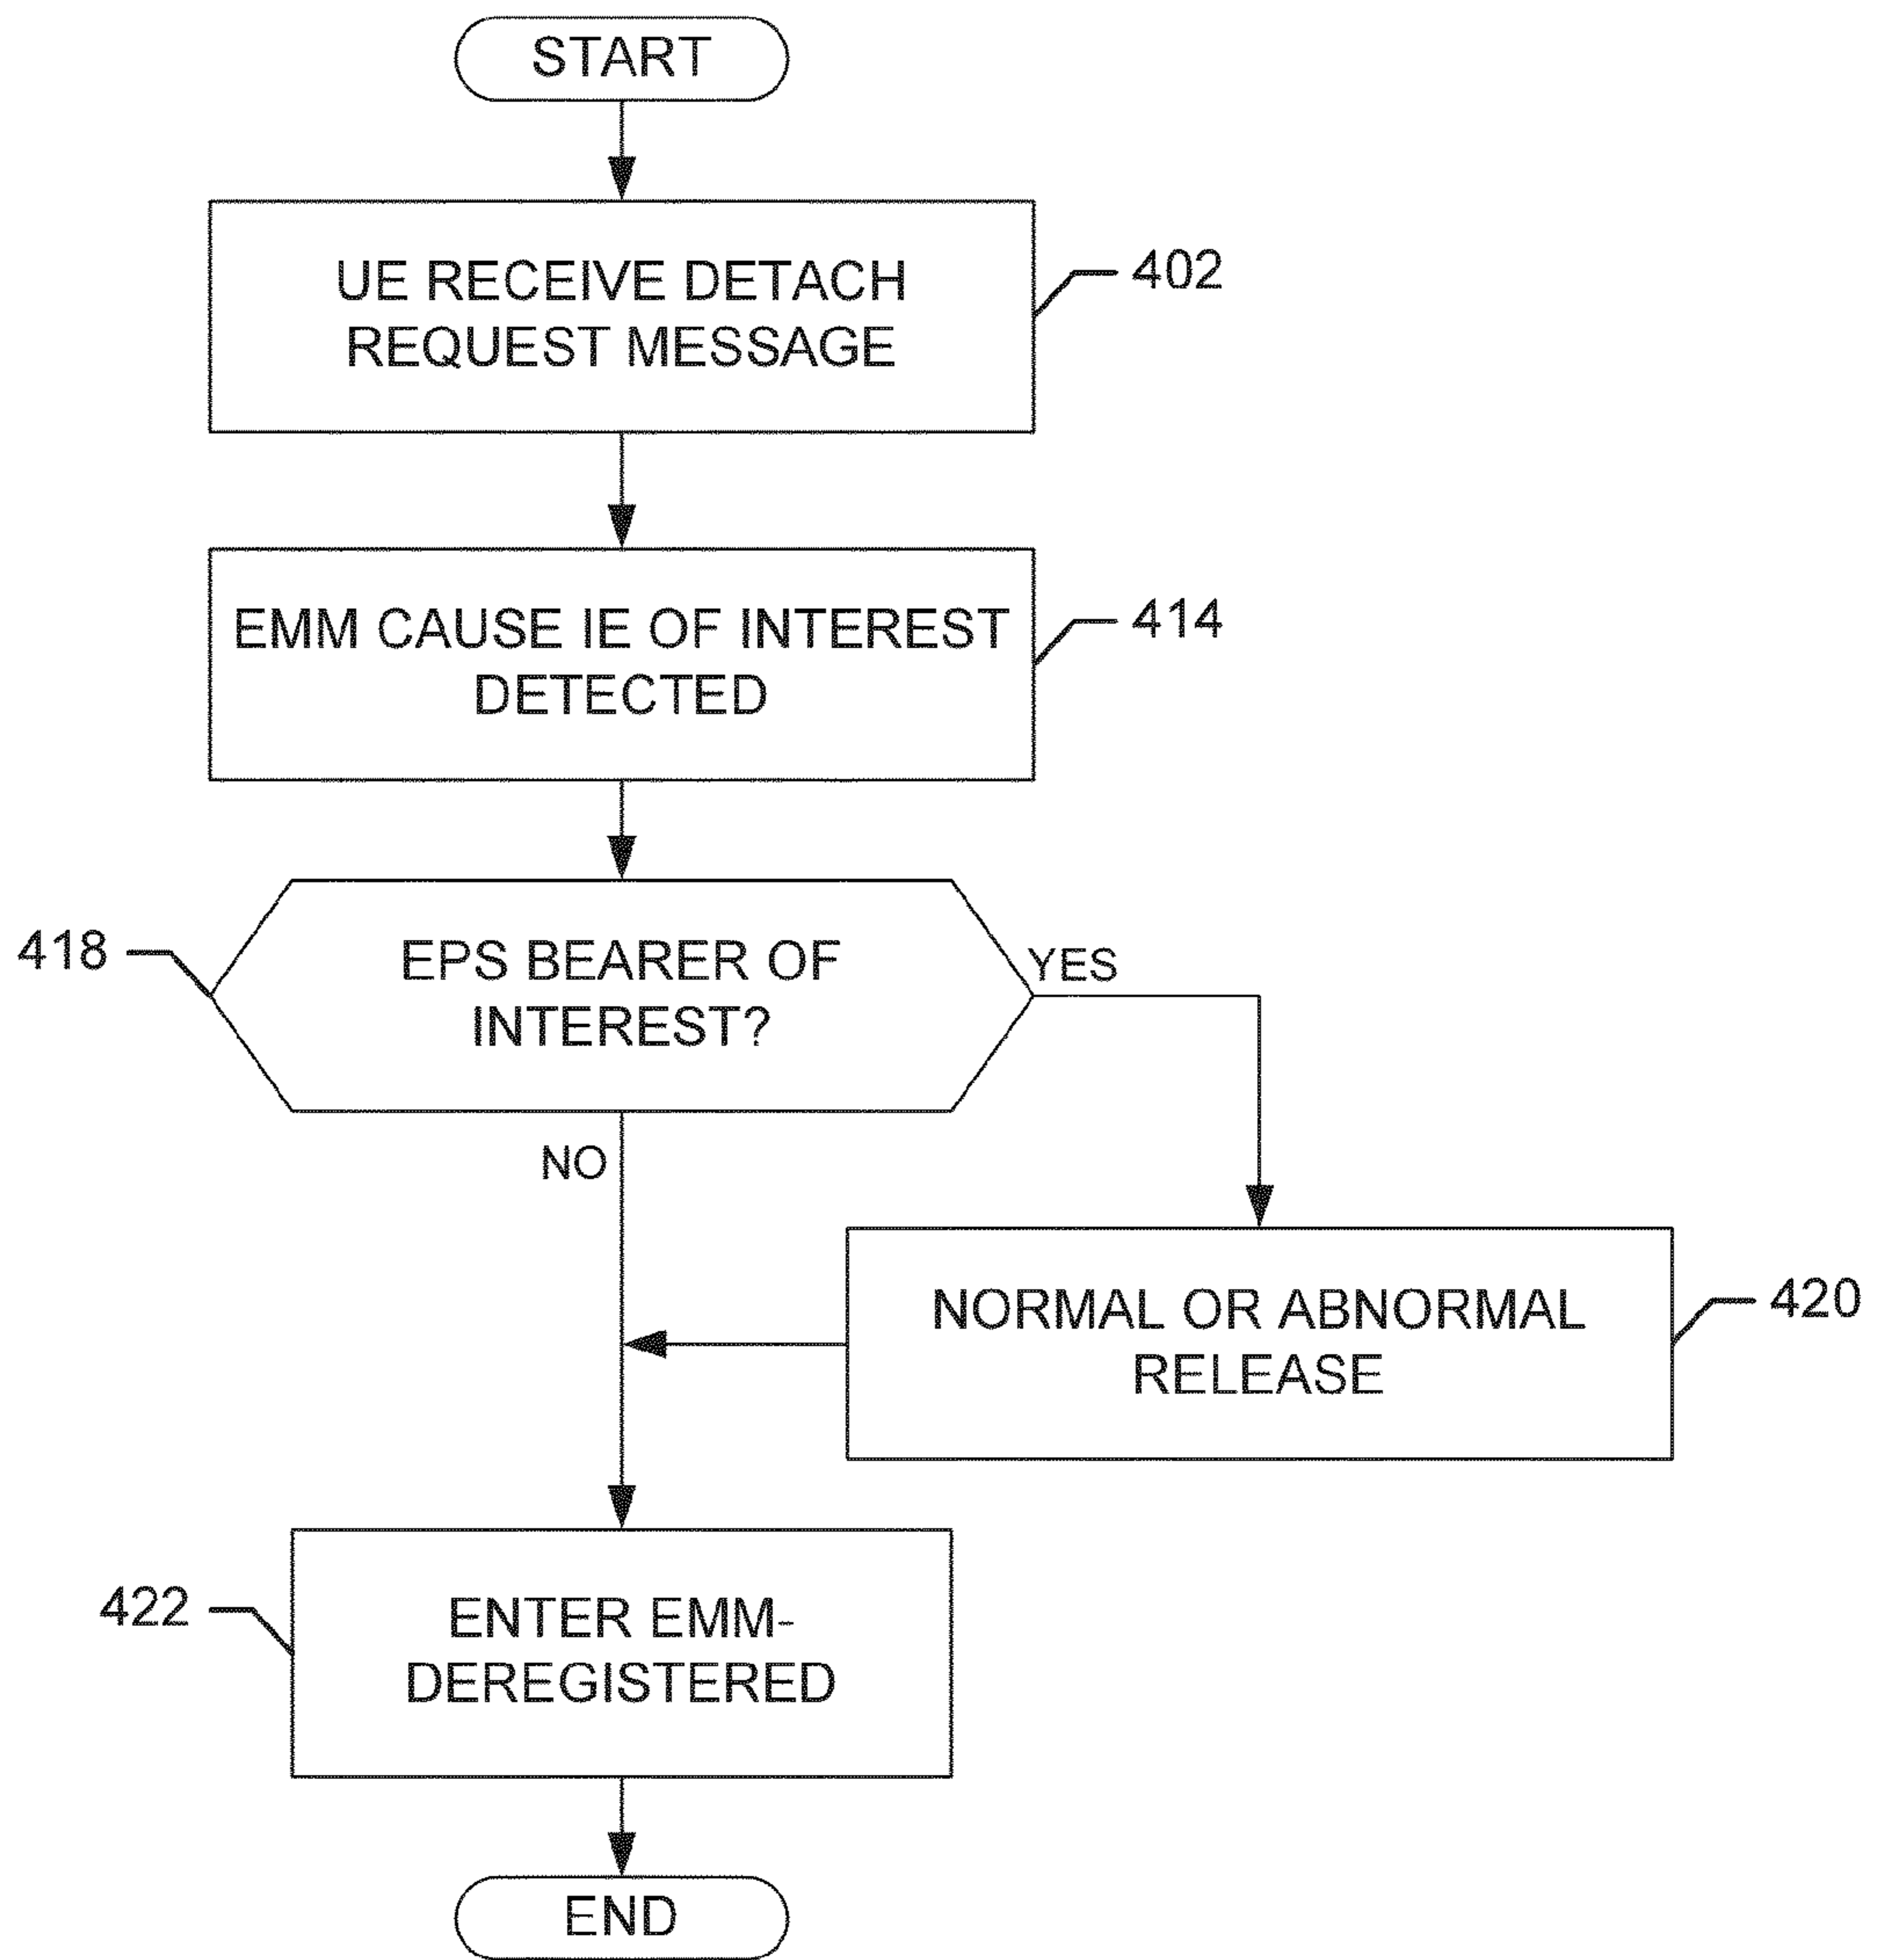 START
UE RECEIVE DETACH
REQUEST MESSAGE
402
EMM CAUSE IE OF INTEREST
DETECTED
414
418
EPS BEARER OF
INTEREST?
YES
NO
NORMAL OR ABNORMAL
RELEASE
420
422
ENTER EMM-
DEREGISTERED
END